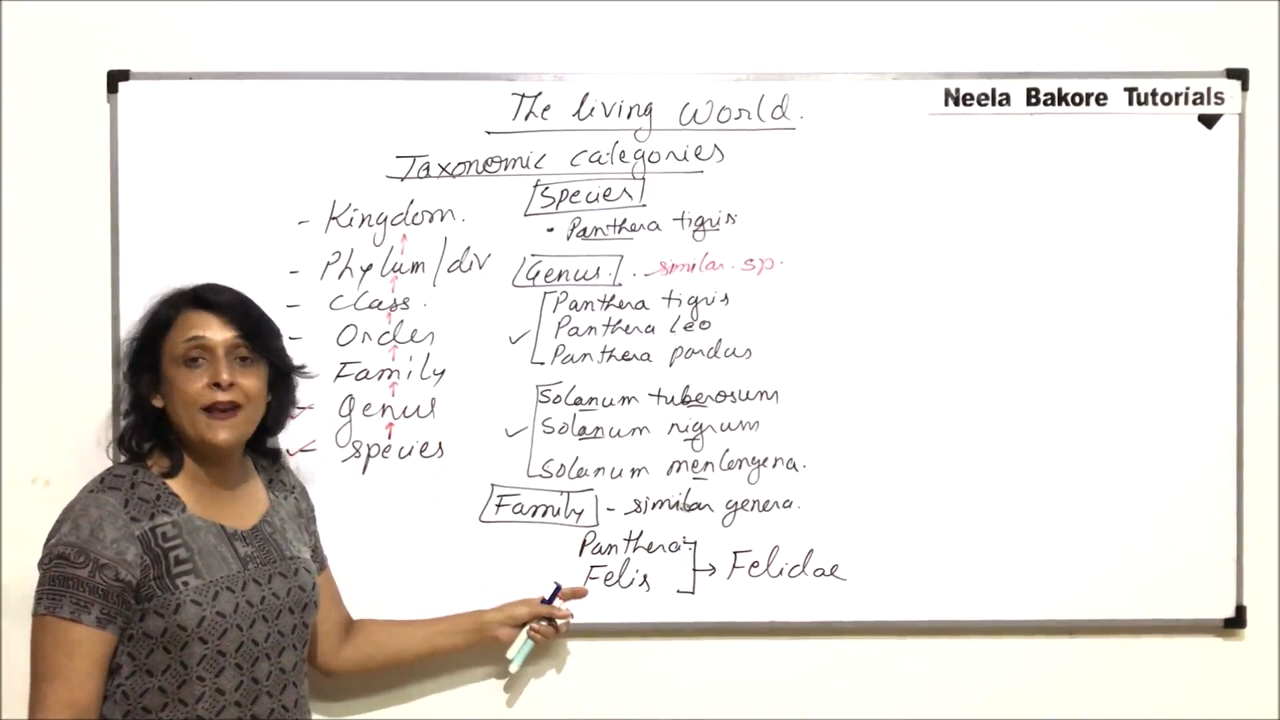 Neela Bakore Tutorials
The living World.
Taxonomic categories
- Kingdom.
- Phylum/div
- Class.
- Order
- Family
Genus
Species
Species
• Panthera tigris
Genus. . similar. sp.
Panthera tigris
Panthera leo
Panthera pardus
Solanum tuberosum
Solanum nigrum
Solanum menlengena.
Family - similar genera.
Panthera
Felis → Felidae